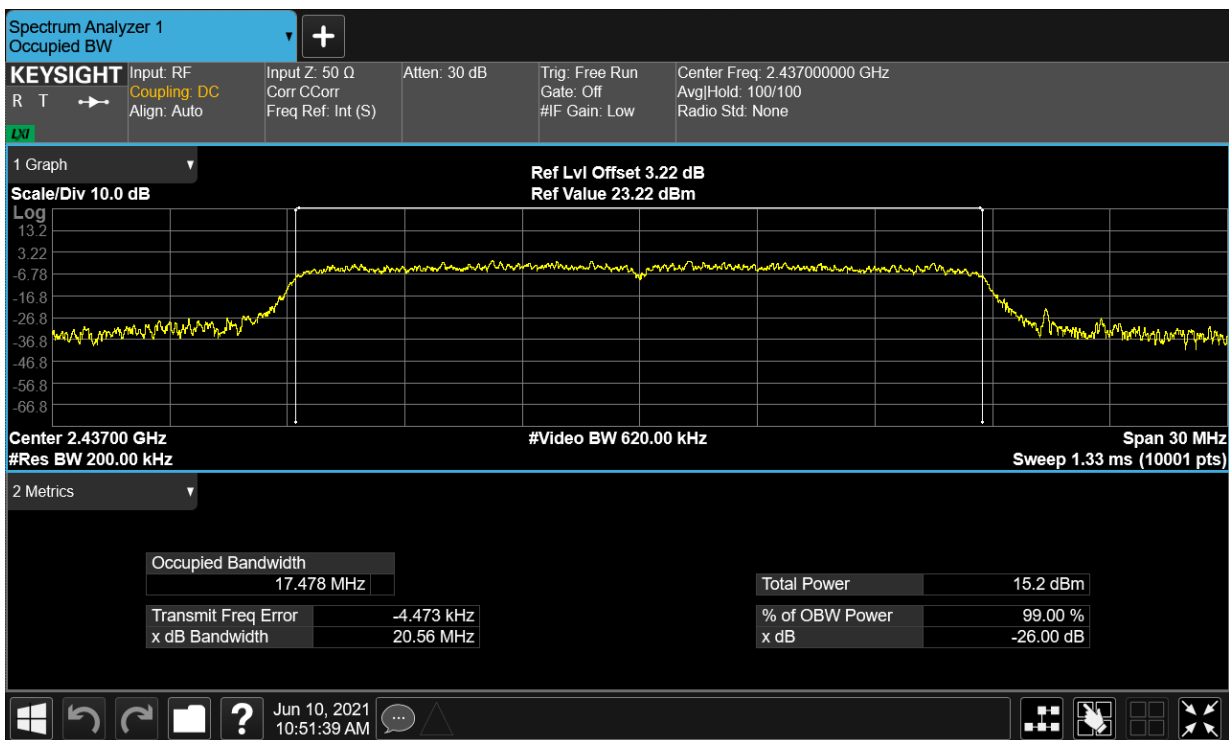 Spectrum Analyzer 1
Occupied BW
▼
+
KEYSIGHT
R T
LXI
Input: RF
Coupling: DC
Align: Auto
Input Z: 50 Ω
Corr CCorr
Freq Ref: Int (S)
Atten: 30 dB
Trig: Free Run
Gate: Off
#IF Gain: Low
Center Freq: 2.437000000 GHz
Avg|Hold: 100/100
Radio Std: None
1 Graph ▼
Scale/Div 10.0 dB
Ref Lvl Offset 3.22 dB
Ref Value 23.22 dBm
Log
13.2
3.22
-6.78
-16.8
-26.8
-36.8
-46.8
-56.8
-66.8
Center 2.43700 GHz
#Video BW 620.00 kHz
Span 30 MHz
#Res BW 200.00 kHz
Sweep 1.33 ms (10001 pts)
2 Metrics ▼
Occupied Bandwidth
17.478 MHz
Total Power 15.2 dBm
Transmit Freq Error -4.473 kHz
% of OBW Power 99.00 %
x dB Bandwidth 20.56 MHz
x dB -26.00 dB
?
Jun 10, 2021
10:51:39 AM